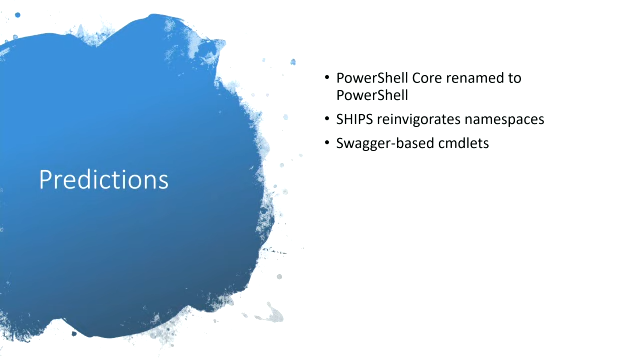 Predictions
• PowerShell Core renamed to
PowerShell
• SHIPS reinvigorates namespaces
• Swagger-based cmdlets